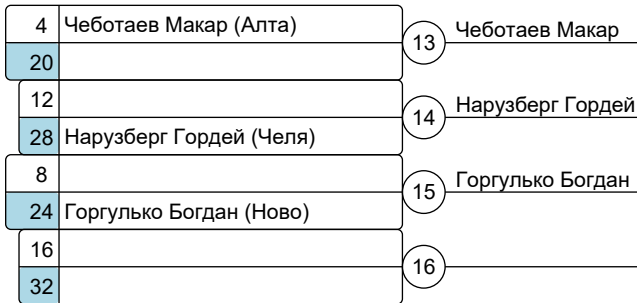 4 Чеботаев Макар (Алта)
13 Чеботаев Макар
20
12
14 Нарузберг Гордей
28 Нарузберг Гордей (Челя)
8
15 Горгулько Богдан
24 Горгулько Богдан (Ново)
16
16
32